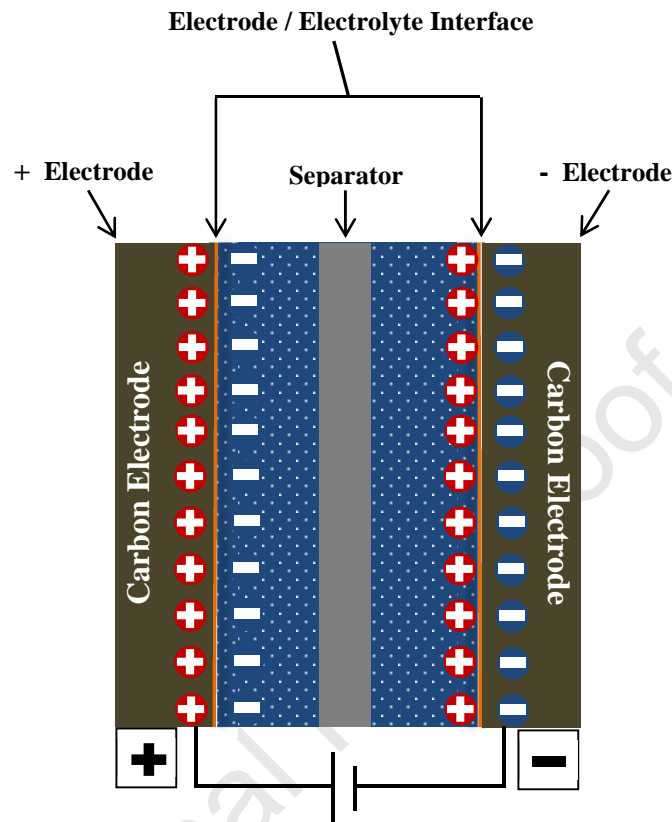 Electrode / Electrolyte Interface
+ Electrode
Separator
- Electrode
Carbon Electrode
Carbon Electrode